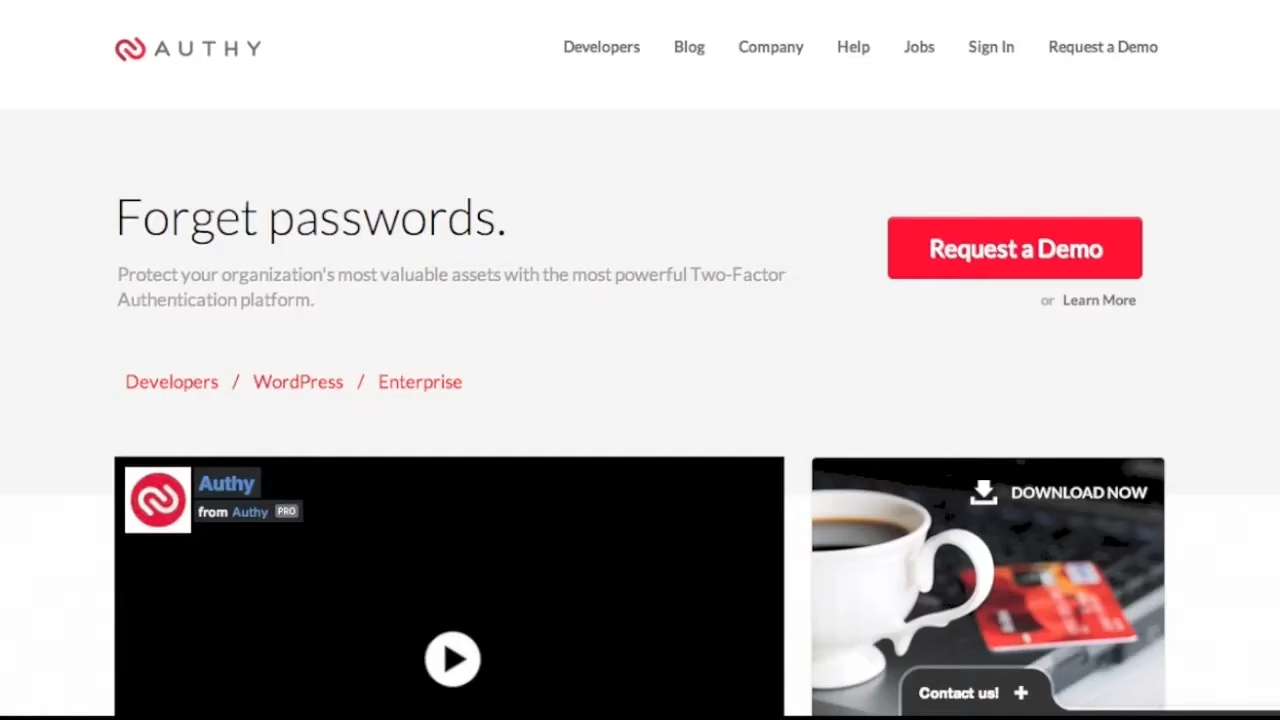 AUTHY
Developers Blog Company Help Jobs Sign In Request a Demo
Forget passwords.
Protect your organization's most valuable assets with the most powerful Two-Factor
Authentication platform.
Request a Demo
or Learn More
Developers / WordPress / Enterprise
Authy
from Authy PRO
DOWNLOAD NOW
Contact us! +